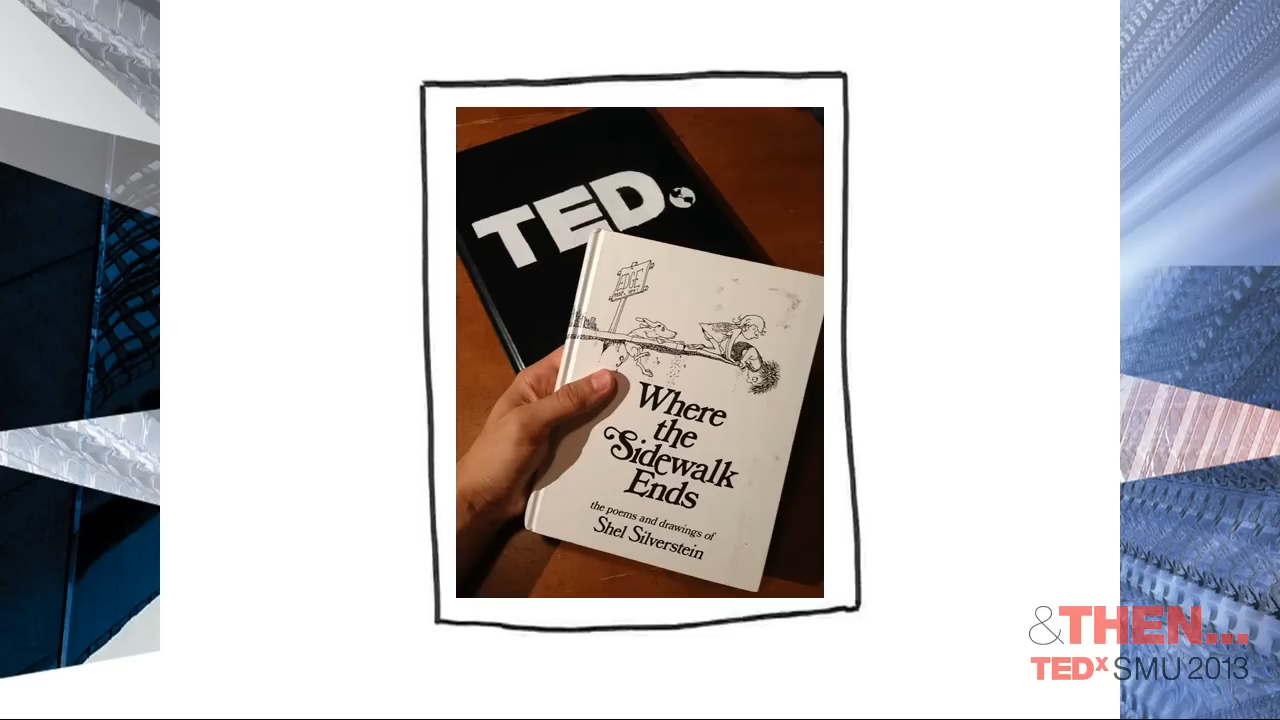 TED
EDGE
Where
the
Sidewalk
Ends
the poems and drawings of
Shel Silverstein
&THEN...
TEDx SMU 2013